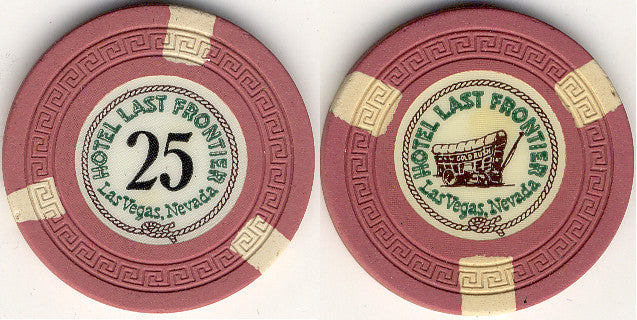 HOTEL LAST FRONTIER
25
Las Vegas, Nevada
HOTEL LAST FRONTIER
GOLD RUSH
Las Vegas, Nevada